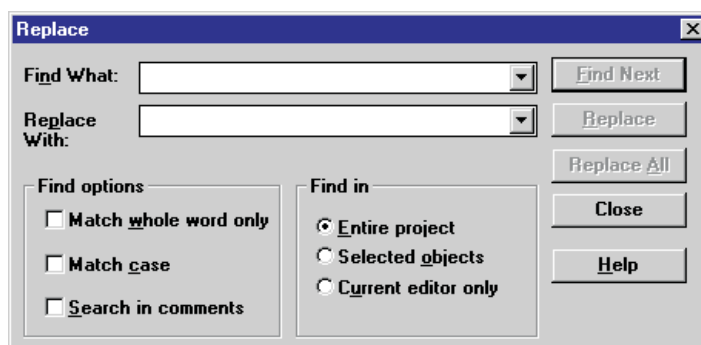 Replace
Find What:
Find Next
Replace
With:
Replace
Replace All
Find options
Find in
Close
Match whole word only
Entire project
Match case
Selected objects
Help
Search in comments
Current editor only